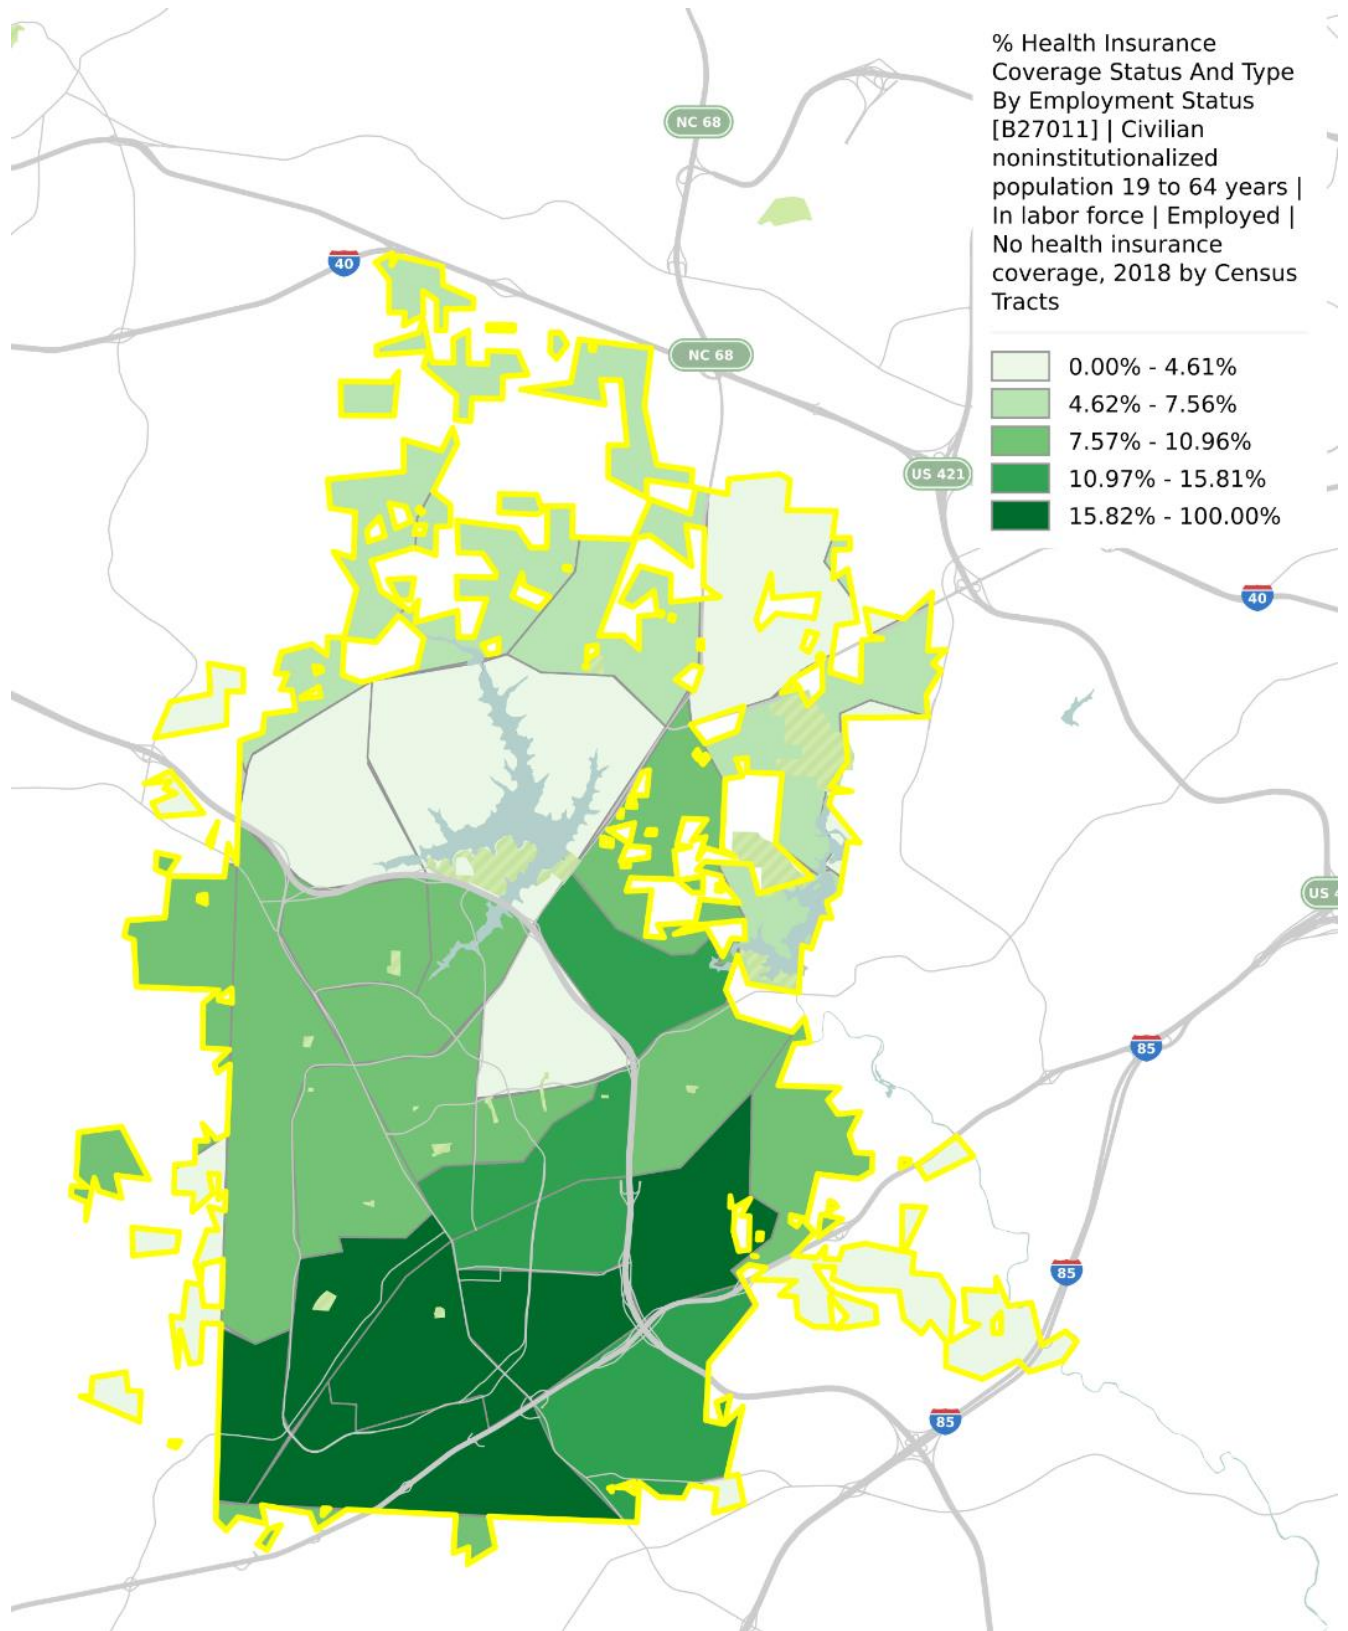 % Health Insurance
Coverage Status And Type
By Employment Status
[B27011] | Civilian
noninstitutionalized
population 19 to 64 years |
In labor force | Employed |
No health insurance
coverage, 2018 by Census
Tracts
0.00% - 4.61%
4.62% - 7.56%
7.57% - 10.96%
10.97% - 15.81%
15.82% - 100.00%
NC 68
40
NC 68
US 421
40
US
85
85
85